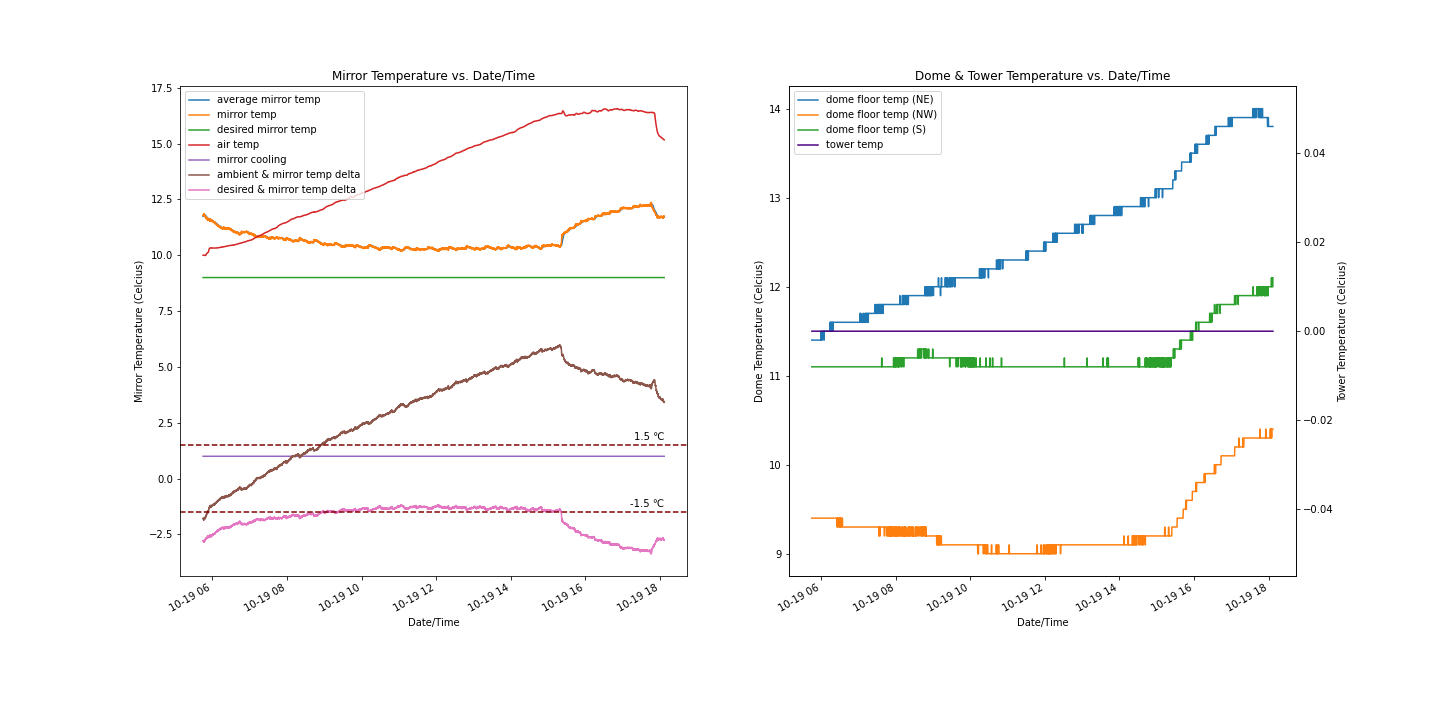 Mirror Temperature vs. Date/Time
17.5
15.0
12.5
10.0
7.5
5.0
2.5
0.0
−2.5
Mirror Temperature (Celcius)
average mirror temp
mirror temp
desired mirror temp
air temp
mirror cooling
ambient & mirror temp delta
desired & mirror temp delta
1.5 °C
-1.5 °C
10-19 06
10-19 08
10-19 10
10-19 12
10-19 14
10-19 16
10-19 18
Date/Time
Dome & Tower Temperature vs. Date/Time
14
13
12
11
10
9
Dome Temperature (Celcius)
dome floor temp (NE)
dome floor temp (NW)
dome floor temp (S)
tower temp
0.04
0.02
0.00
−0.02
−0.04
Tower Temperature (Celcius)
10-19 06
10-19 08
10-19 10
10-19 12
10-19 14
10-19 16
10-19 18
Date/Time